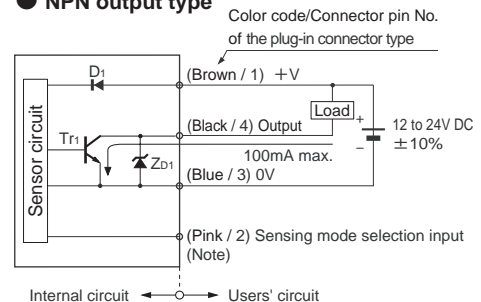 ● NPN output type
Color code/Connector pin No.
of the plug-in connector type
D1
(Brown / 1) +V
Load
Sensor circuit
Tr1
(Black / 4) Output
+
12 to 24V DC
±10%
−
ZD1
100mA max.
(Blue / 3) 0V
(Pink / 2) Sensing mode selection input
(Note)
Internal circuit
Users' circuit